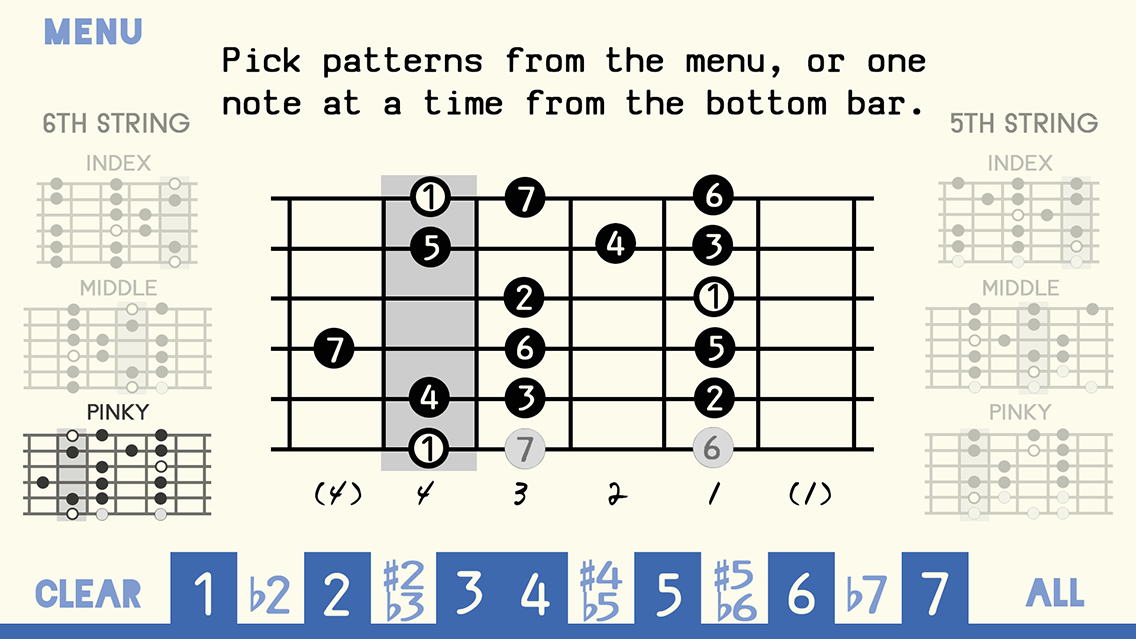 MENU
Pick patterns from the menu, or one
note at a time from the bottom bar.
6TH STRING
INDEX
MIDDLE
PINKY
1 7 6
5 4 3
2 1
7 6 5
4 3 2
1 7 6
(4) 4 3 2 1 (1)
5TH STRING
INDEX
MIDDLE
PINKY
CLEAR
1 ♭2 2 ♯2 ♭3 3 4 ♯4 ♭5 5 ♯5 ♭6 6 ♭7 7
ALL